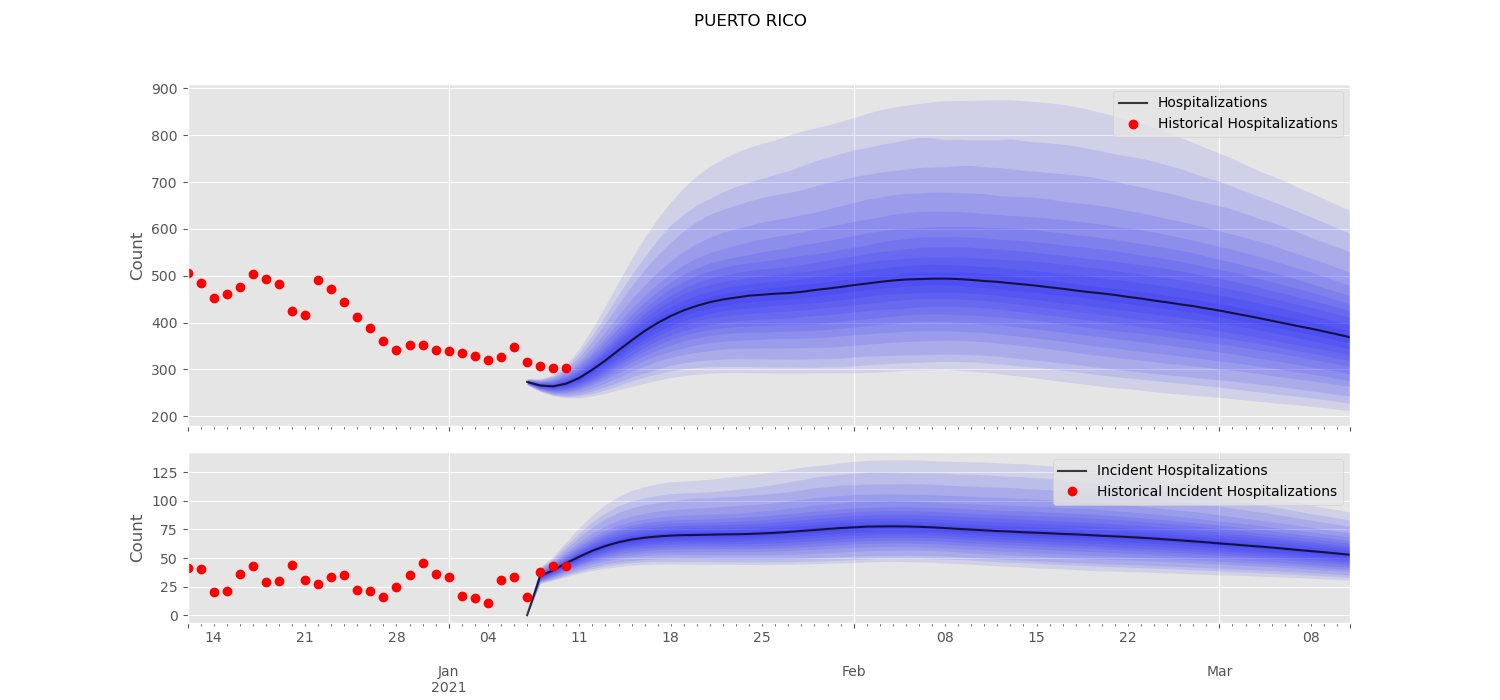 PUERTO RICO
900
800
700
600
500
400
300
200
Count
Hospitalizations
Historical Hospitalizations
125
100
75
50
25
0
Count
Incident Hospitalizations
Historical Incident Hospitalizations
14 21 28 04 11 18 25 08 15 22 08
Jan Feb Mar
2021